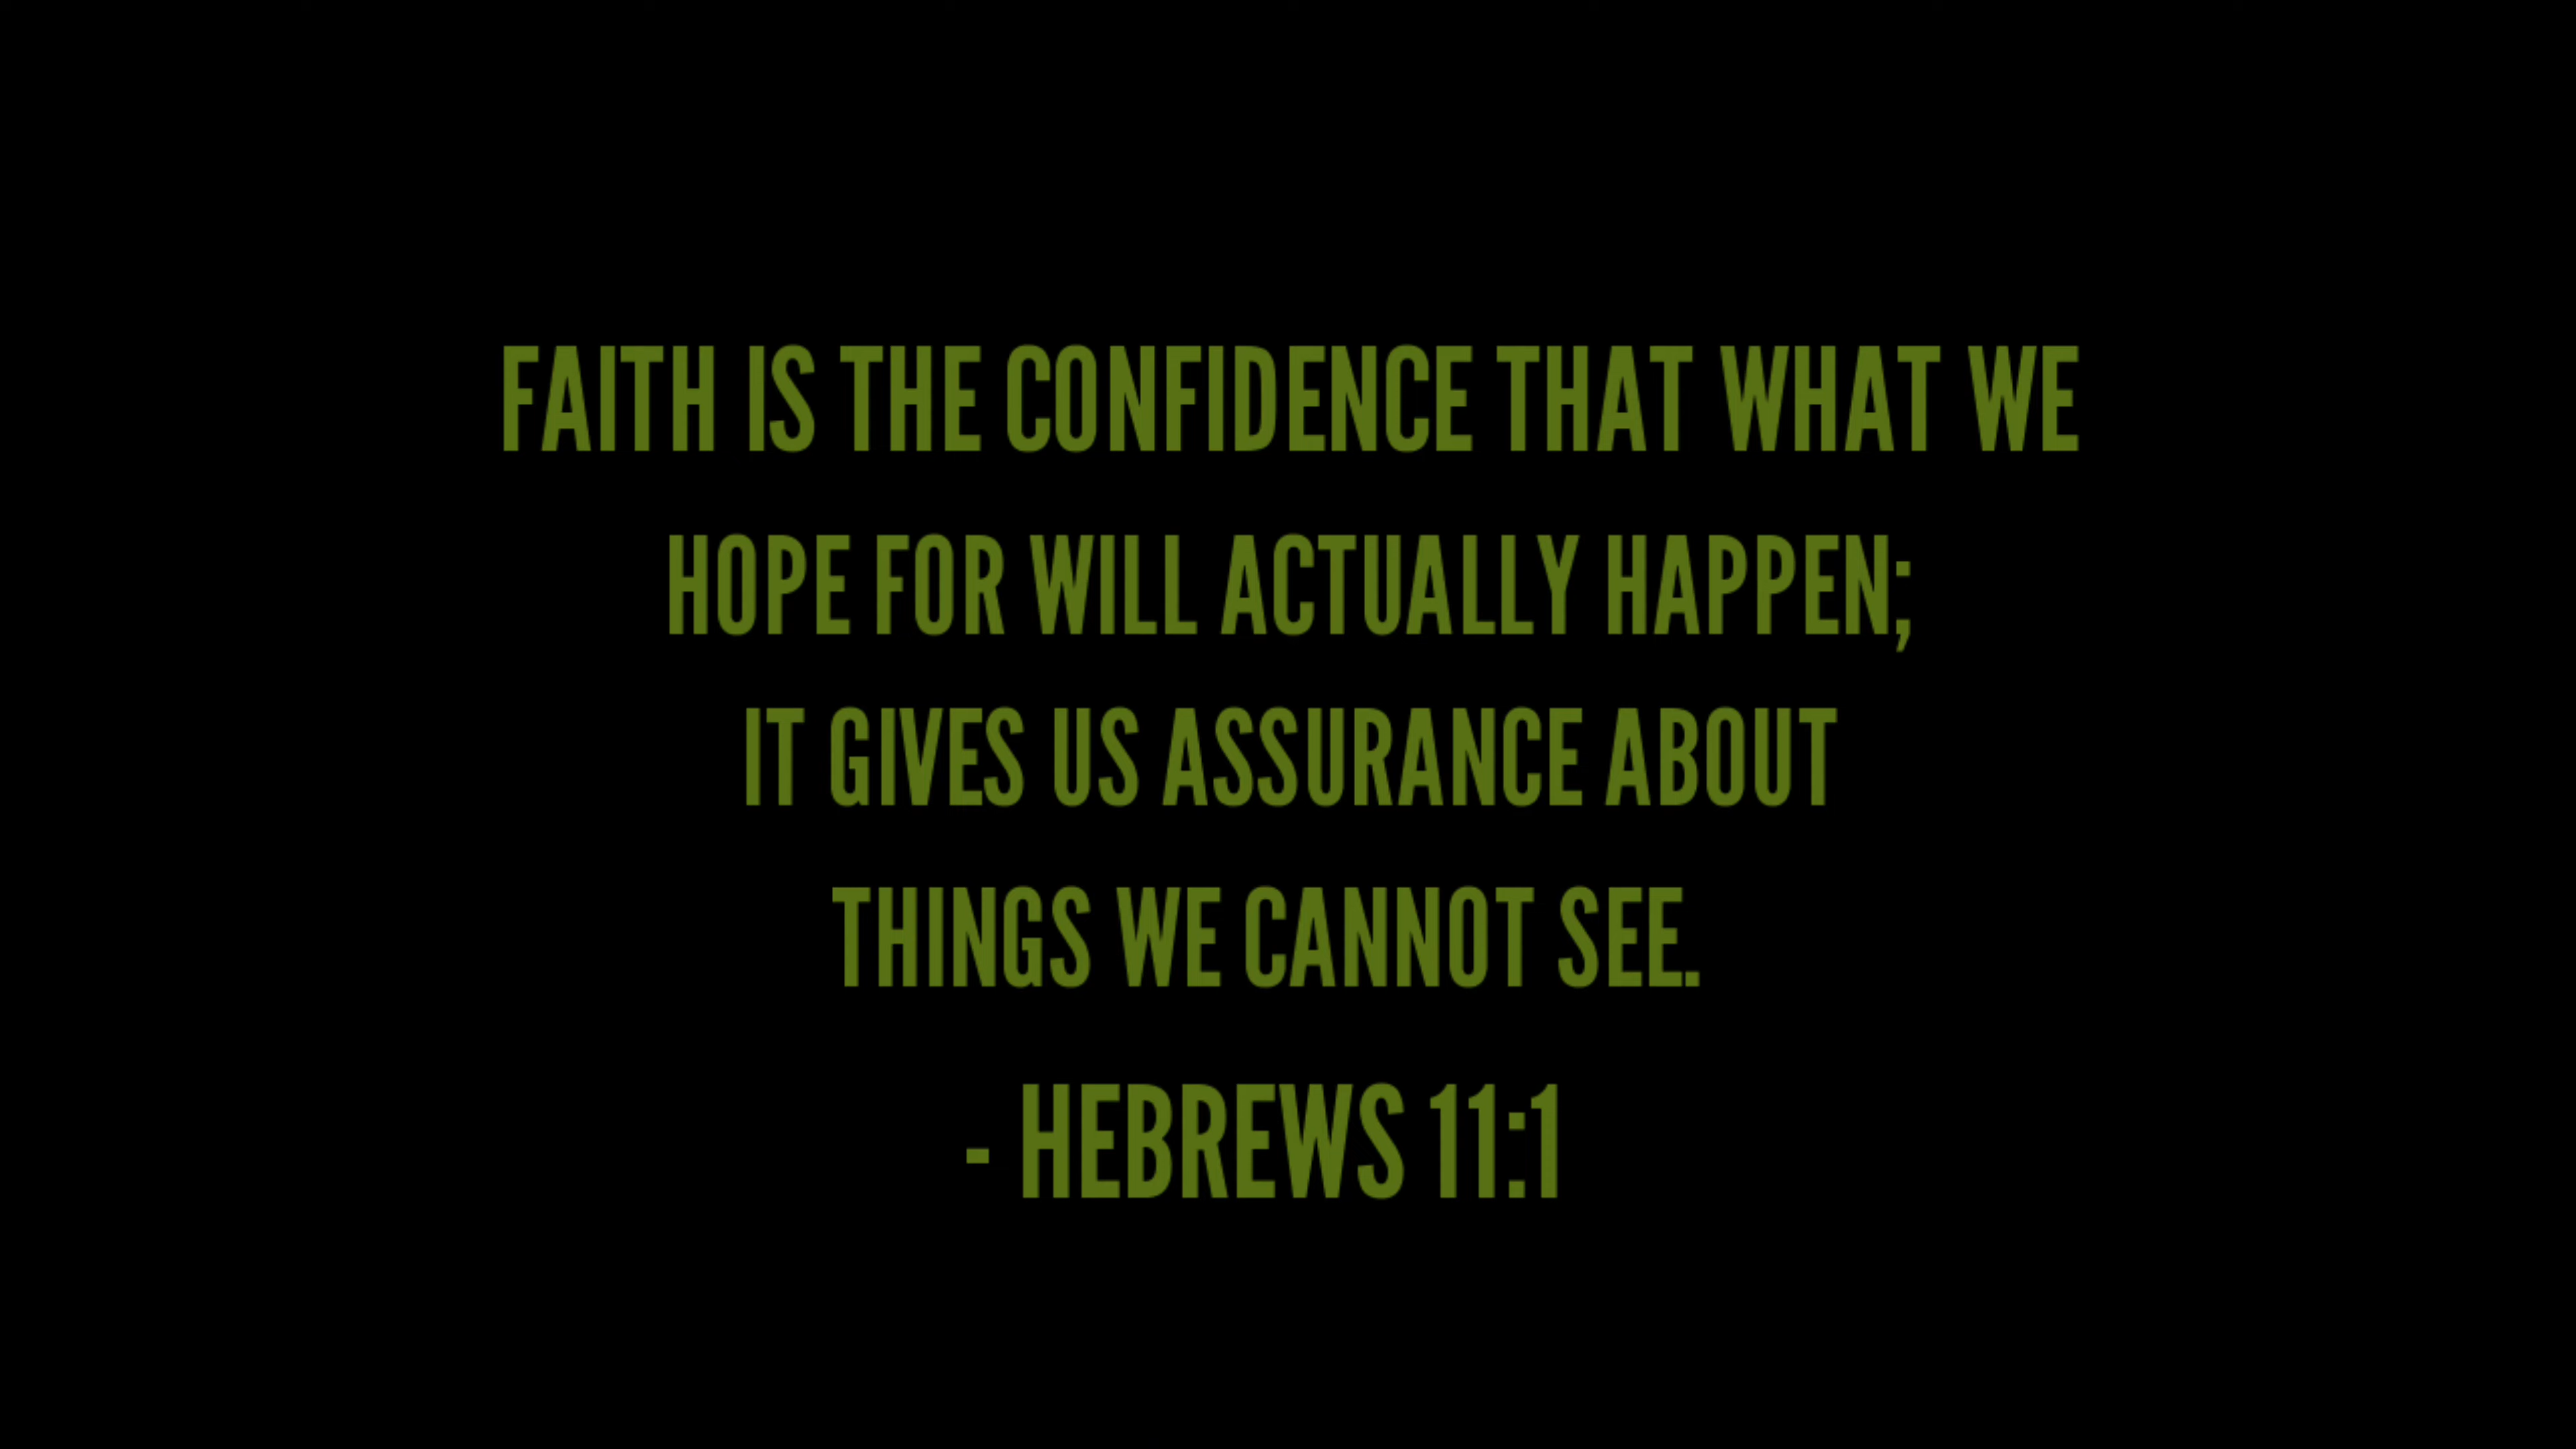 FAITH IS THE CONFIDENCE THAT WHAT WE
HOPE FOR WILL ACTUALLY HAPPEN;
IT GIVES US ASSURANCE ABOUT
THINGS WE CANNOT SEE.
- HEBREWS 11:1